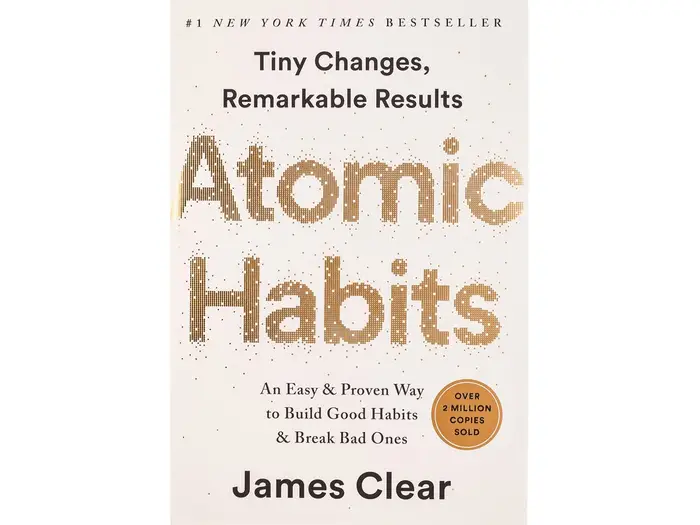 #1 NEW YORK TIMES BESTSELLER
Tiny Changes,
Remarkable Results
Atomic
Habits
An Easy & Proven Way
to Build Good Habits
& Break Bad Ones
OVER
2 MILLION
COPIES
SOLD
James Clear